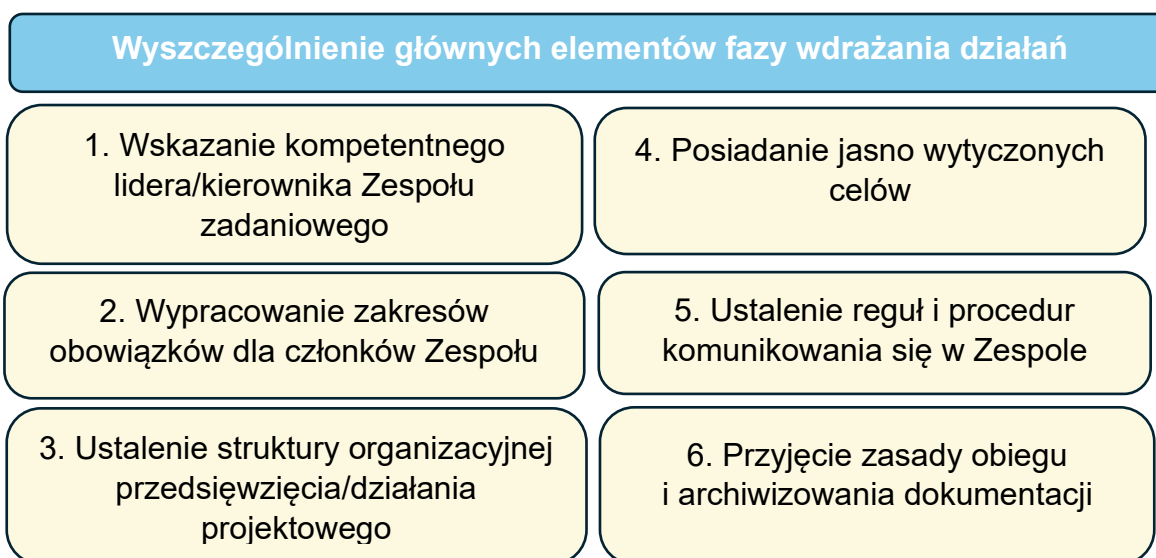 Wyszczególnienie głównych elementów fazy wdrażania działań
1. Wskazanie kompetentnego
lidera/kierownika Zespołu
zadaniowego
2. Wypracowanie zakresów
obowiązków dla członków Zespołu
3. Ustalenie struktury organizacyjnej
przedsięwzięcia/działania
projektowego
4. Posiadanie jasno wytyczonych
celów
5. Ustalenie reguł i procedur
komunikowania się w Zespole
6. Przyjęcie zasady obiegu
i archiwizowania dokumentacji